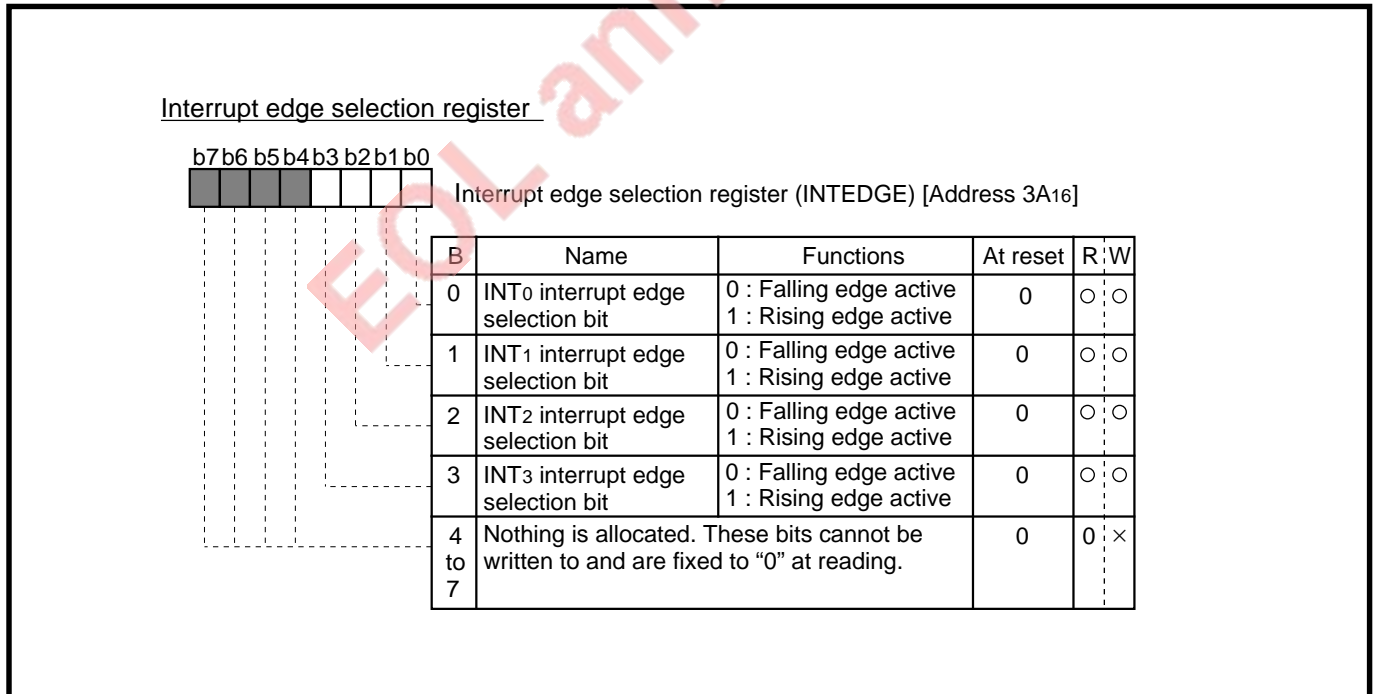 EOL ann
Interrupt edge selection register
b7 b6 b5 b4 b3 b2 b1 b0
Interrupt edge selection register (INTEDGE) [Address 3A16]
B Name Functions At reset R W
0 INT0 interrupt edge selection bit 0 : Falling edge active 0 ○ ○
1 : Rising edge active
1 INT1 interrupt edge selection bit 0 : Falling edge active 0 ○ ○
1 : Rising edge active
2 INT2 interrupt edge selection bit 0 : Falling edge active 0 ○ ○
1 : Rising edge active
3 INT3 interrupt edge selection bit 0 : Falling edge active 0 ○ ○
1 : Rising edge active
4 to 7 Nothing is allocated. These bits cannot be 0 0 ×
written to and are fixed to “0” at reading.